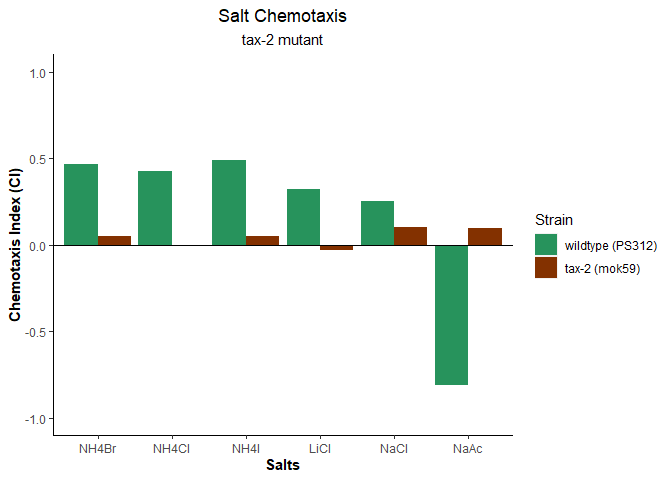 Salt Chemotaxis
tax-2 mutant
Chemotaxis Index (CI)
1.0
0.5
0.0
-0.5
-1.0
NH4Br NH4Cl NH4I LiCl NaCl NaAc
Salts
Strain
wildtype (PS312)
tax-2 (mok59)